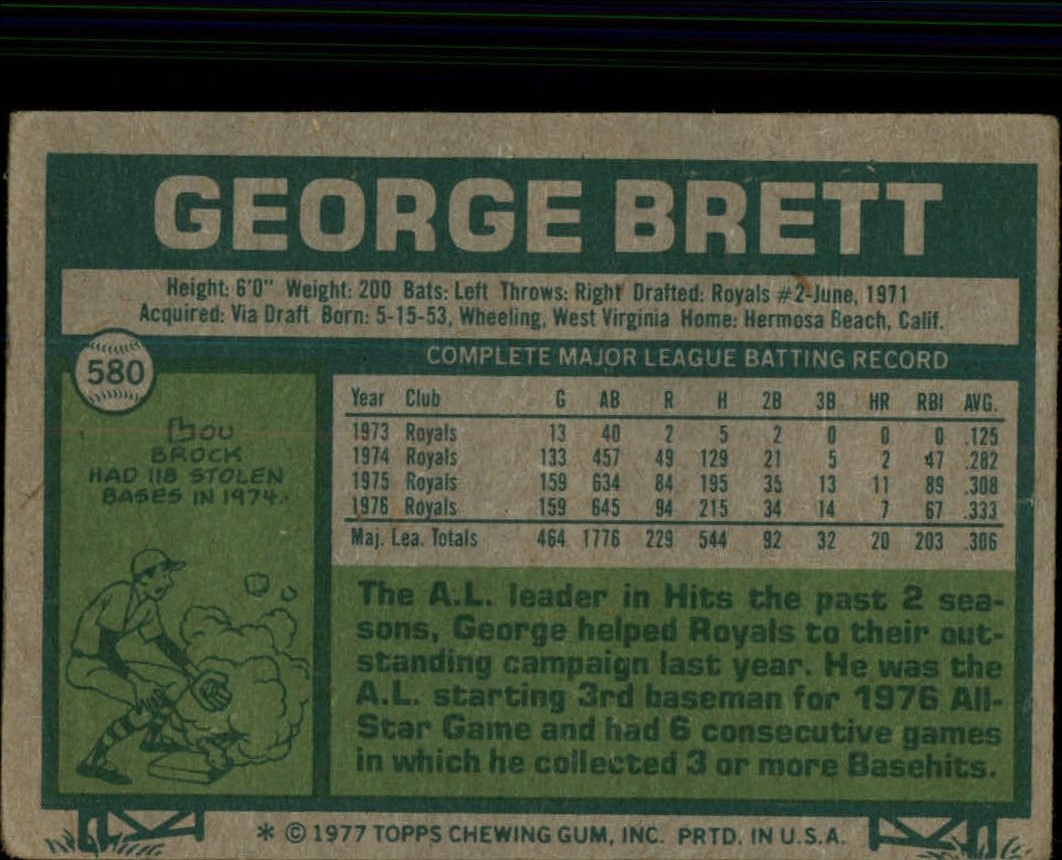 GEORGE BRETT
Height: 6'0" Weight: 200 Bats: Left Throws: Right Drafted: Royals #2-June, 1971
Acquired: Via Draft Born: 5-15-53, Wheeling, West Virginia Home: Hermosa Beach, Calif.
580
LOU
BROCK
HAD 118 STOLEN
BASES IN 1974.
COMPLETE MAJOR LEAGUE BATTING RECORD
Year Club G AB R H 2B 3B HR RBI AVG.
1973 Royals 13 40 2 5 2 0 0 0 .125
1974 Royals 133 457 49 129 21 5 2 47 .282
1975 Royals 159 634 84 195 35 13 11 89 .308
1976 Royals 159 645 94 215 34 14 7 67 .333
Maj. Lea. Totals 464 1776 229 544 92 32 20 203 .306
The A.L. leader in Hits the past 2 sea-
sons, George helped Royals to their out-
standing campaign last year. He was the
A.L. starting 3rd baseman for 1976 All-
Star Game and had 6 consecutive games
in which he collected 3 or more Basehits.
* © 1977 TOPPS CHEWING GUM, INC. PRTD. IN U.S.A.